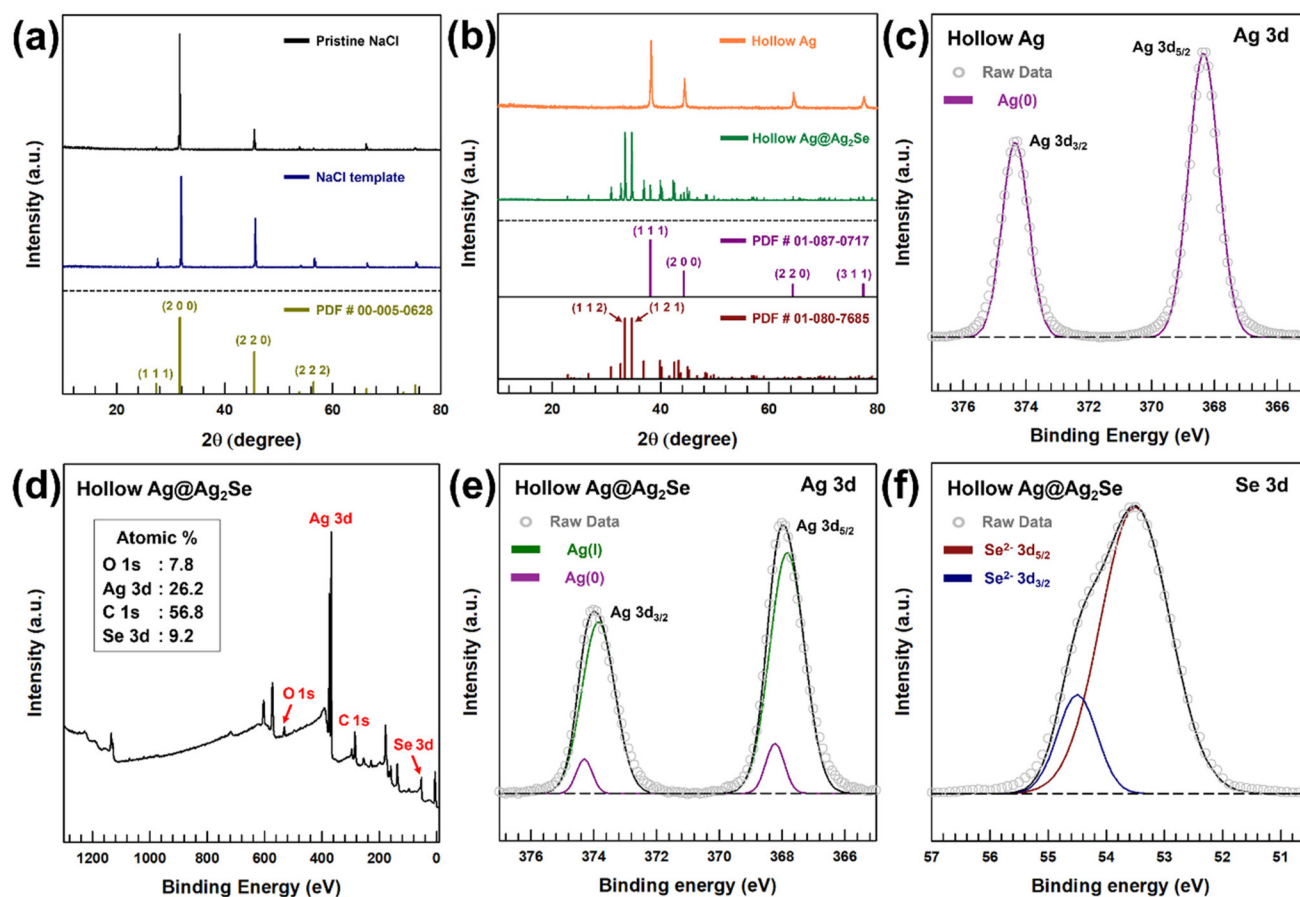 (a)
Pristine NaCl
NaCl template
PDF # 00-005-0628
(2 0 0)
(2 2 0)
(1 1 1)
(2 2 2)
Intensity (a.u.)
20 40 60 80
2θ (degree)
(b)
Hollow Ag
Hollow Ag@Ag₂Se
PDF # 01-087-0717
(1 1 1)
(2 0 0)
(2 2 0)
(3 1 1)
(1 1 2)
(1 2 1)
PDF # 01-080-7685
Intensity (a.u.)
20 40 60 80
2θ (degree)
(c)
Hollow Ag
Ag 3d
Raw Data
Ag(0)
Ag 3d₅/₂
Ag 3d₃/₂
Intensity (a.u.)
376 374 372 370 368 366
Binding Energy (eV)
(d)
Hollow Ag@Ag₂Se
Atomic %
O 1s : 7.8
Ag 3d : 26.2
C 1s : 56.8
Se 3d : 9.2
Ag 3d
O 1s
C 1s
Se 3d
Intensity (a.u.)
1200 1000 800 600 400 200 0
Binding Energy (eV)
(e)
Hollow Ag@Ag₂Se
Ag 3d
Raw Data
Ag(I)
Ag(0)
Ag 3d₅/₂
Ag 3d₃/₂
Intensity (a.u.)
376 374 372 370 368 366
Binding energy (eV)
(f)
Hollow Ag@Ag₂Se
Se 3d
Raw Data
Se²⁻ 3d₅/₂
Se²⁻ 3d₃/₂
Intensity (a.u.)
57 56 55 54 53 52 51
Binding energy (eV)